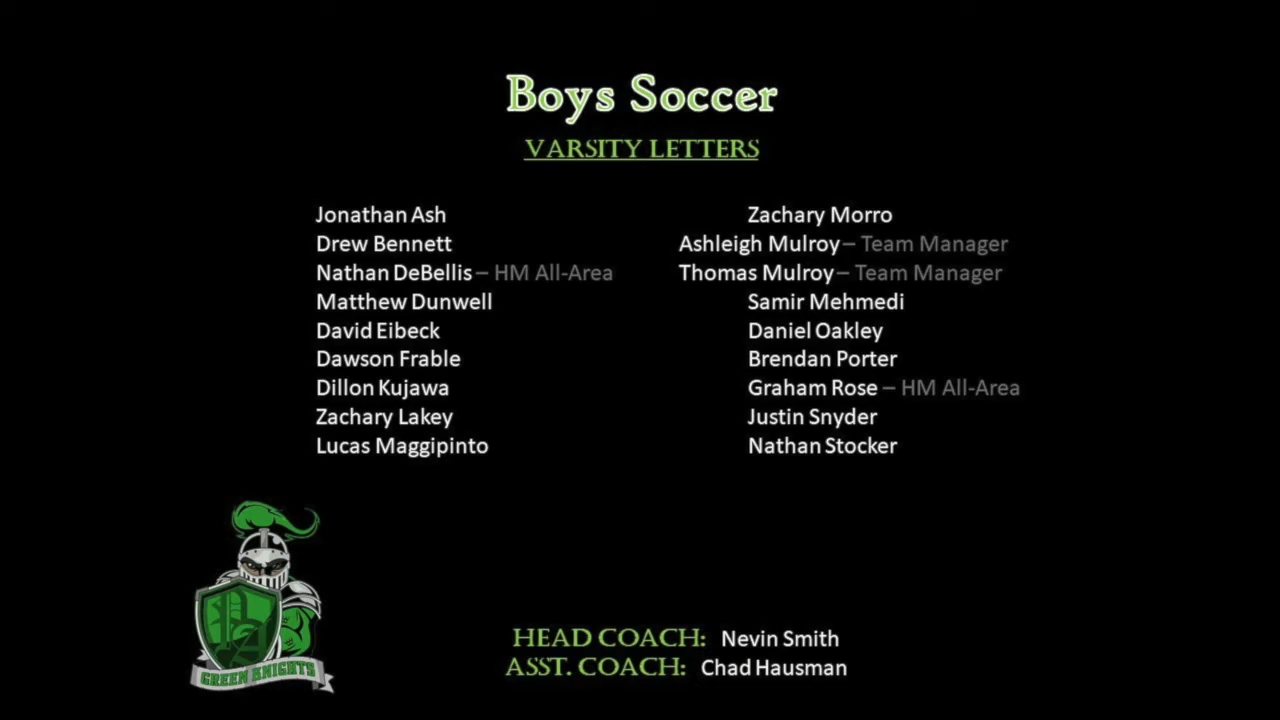 Boys Soccer
VARSITY LETTERS
Jonathan Ash
Drew Bennett
Nathan DeBellis – HM All-Area
Matthew Dunwell
David Eibeck
Dawson Frable
Dillon Kujawa
Zachary Lakey
Lucas Maggipinto
Zachary Morro
Ashleigh Mulroy – Team Manager
Thomas Mulroy – Team Manager
Samir Mehmedi
Daniel Oakley
Brendan Porter
Graham Rose – HM All-Area
Justin Snyder
Nathan Stocker
PA
GREEN KNIGHTS
HEAD COACH: Nevin Smith
ASST. COACH: Chad Hausman